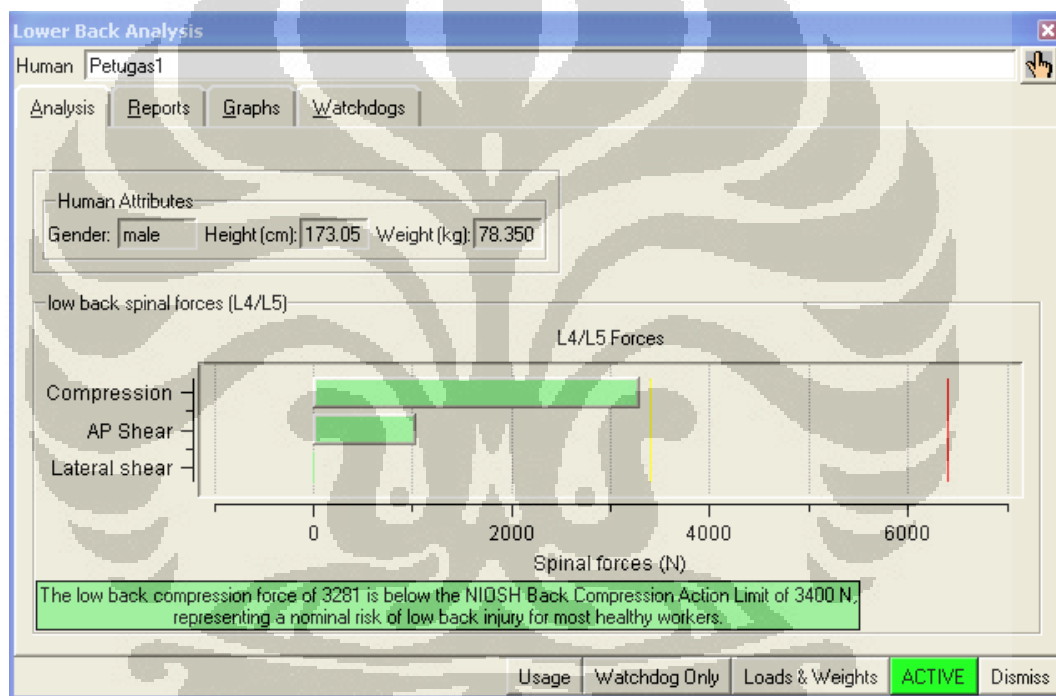 Lower Back Analysis
Human Petugas1
Analysis Reports Graphs Watchdogs
Human Attributes
Gender: male Height (cm): 173.05 Weight (kg): 78.350
low back spinal forces (L4/L5)
L4/L5 Forces
Compression
AP Shear
Lateral shear
0 2000 4000 6000
Spinal forces (N)
The low back compression force of 3281 is below the NIOSH Back Compression Action Limit of 3400 N,
representing a nominal risk of low back injury for most healthy workers.
Usage Watchdog Only Loads & Weights ACTIVE Dismiss